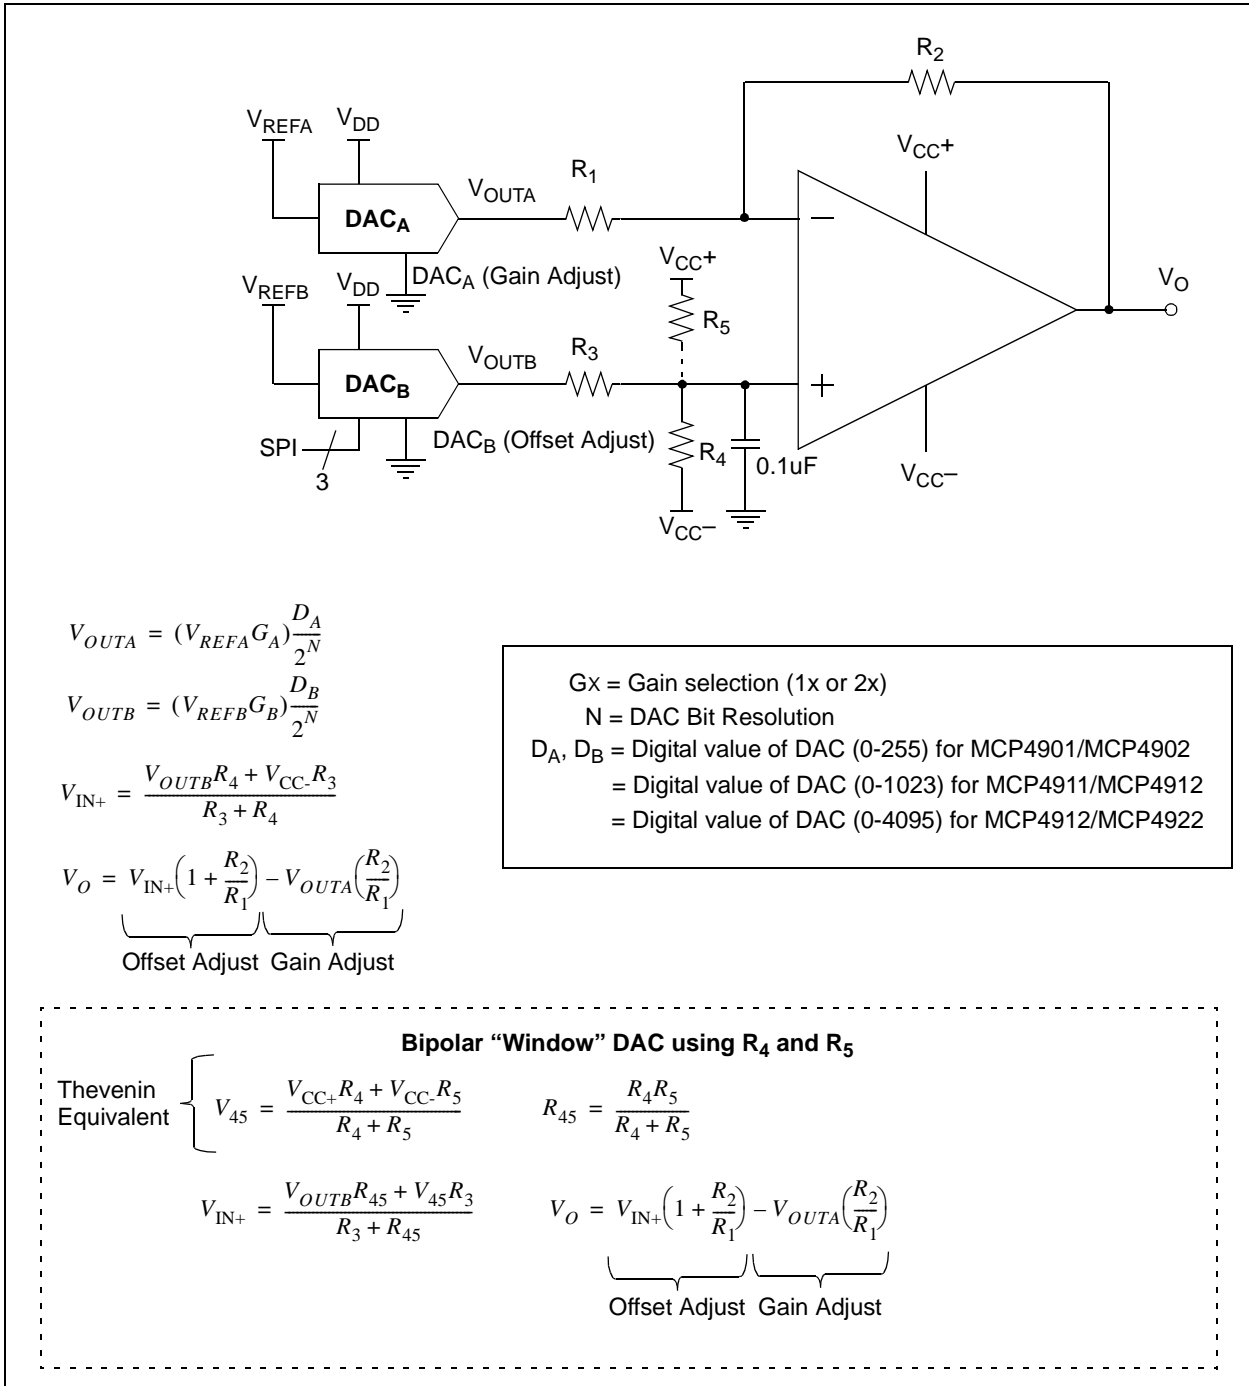 R2
VREFA VDD
VCC+
R1
VOUTA
DACA
DACA (Gain Adjust)
VCC+
VREFB VDD
VO
R5
R3
VOUTB
DACB
DACB (Offset Adjust)
SPI
3
R4
0.1uF
VCC–
VCC–
− +
VOUTA = (VREFA GA) DA / 2^N
VOUTB = (VREFB GB) DB / 2^N
VIN+ = (VOUTB R4 + VCC- R3) / (R3 + R4)
VO = VIN+ (1 + R2/R1) – VOUTA (R2/R1)
Offset Adjust Gain Adjust
GX = Gain selection (1x or 2x)
N = DAC Bit Resolution
DA, DB = Digital value of DAC (0-255) for MCP4901/MCP4902
= Digital value of DAC (0-1023) for MCP4911/MCP4912
= Digital value of DAC (0-4095) for MCP4912/MCP4922
Bipolar “Window” DAC using R4 and R5
Thevenin
Equivalent
V45 = (VCC+ R4 + VCC- R5) / (R4 + R5)
R45 = R4 R5 / (R4 + R5)
VIN+ = (VOUTB R45 + V45 R3) / (R3 + R45)
VO = VIN+ (1 + R2/R1) – VOUTA (R2/R1)
Offset Adjust Gain Adjust